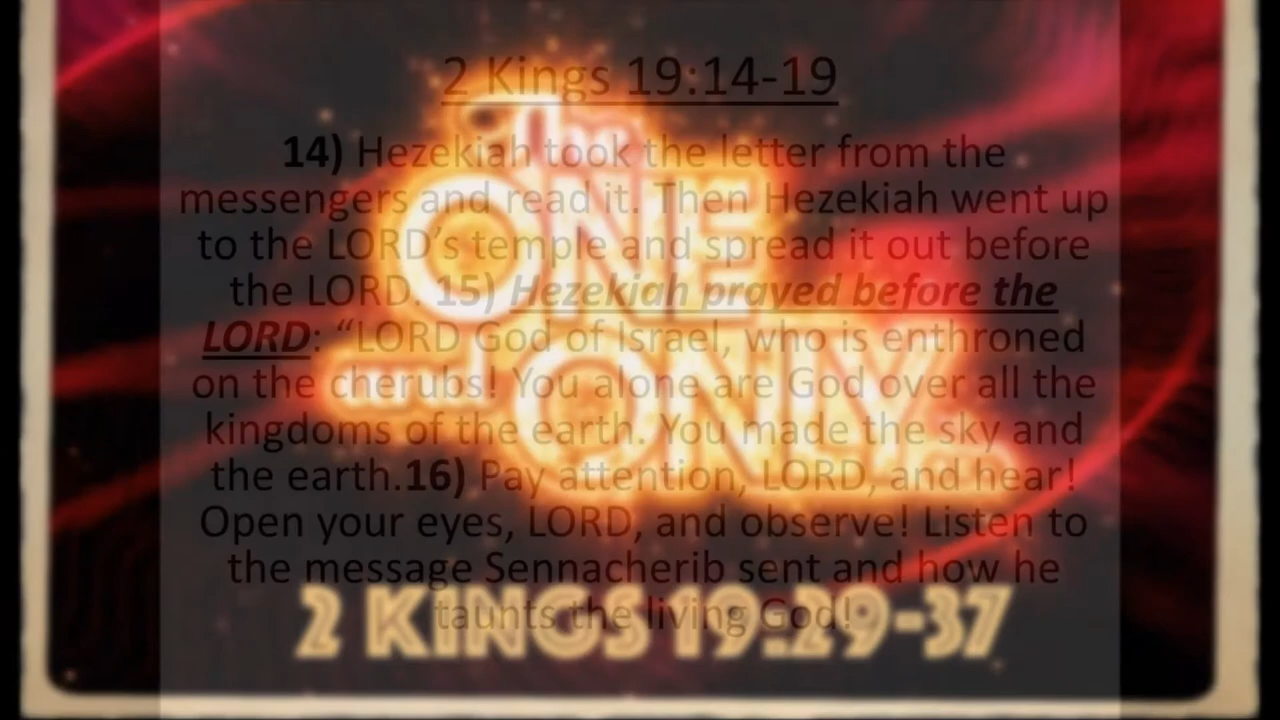 2 Kings 19:14-19
14) Hezekiah took the letter from the
messengers and read it. Then Hezekiah went up
to the LORD’s temple and spread it out before
the LORD. 15) Hezekiah prayed before the
LORD: “LORD God of Israel, who is enthroned
on the cherubs! You alone are God over all the
kingdoms of the earth. You made the sky and
the earth.16) Pay attention, LORD, and hear!
Open your eyes, LORD, and observe! Listen to
the message Sennacherib sent and how he
taunts the living God!
The
ONE
and ONLY
2 KINGS 19:29-37